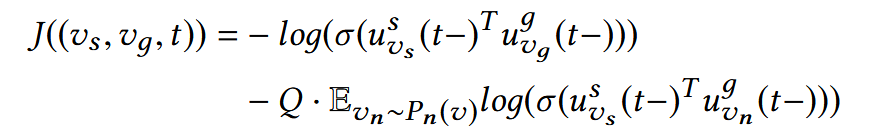 J((v_s, v_g, t)) = − log(σ(u^s_{v_s}(t−)^T u^g_{v_g}(t−)))
− Q · 𝔼_{v_n∼P_n(v)} log(σ(u^s_{v_s}(t−)^T u^g_{v_n}(t−)))